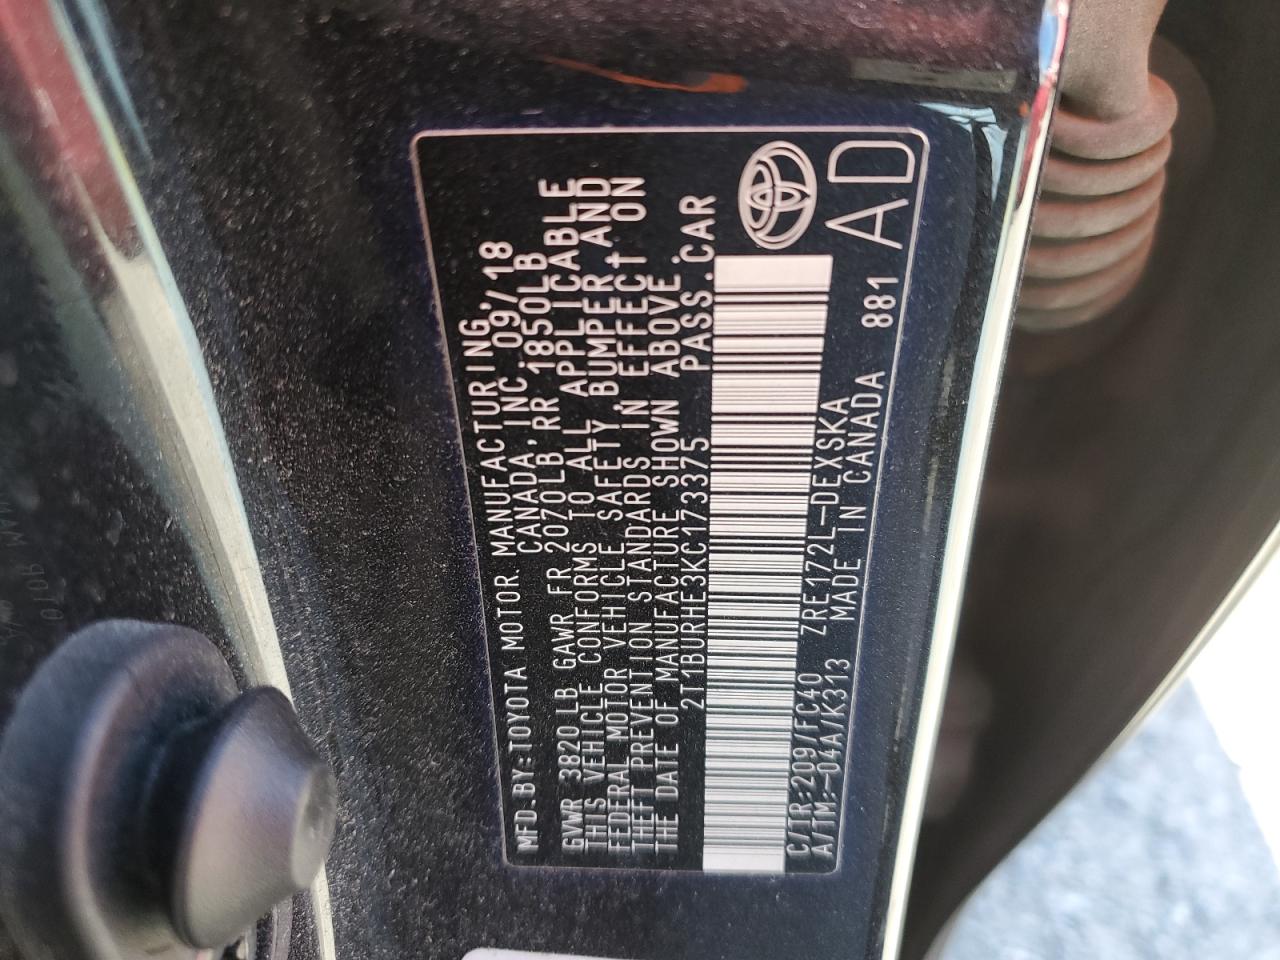 MFD.BY:TOYOTA MOTOR MANUFACTURING,
CANADA,INC. 09/18
GVWR 3820LB GAWR FR 2070LB,RR 1850LB
THIS VEHICLE CONFORMS TO ALL APPLICABLE
FEDERAL MOTOR VEHICLE SAFETY,BUMPER,AND
THEFT PREVENTION STANDARDS IN EFFECT ON
THE DATE OF MANUFACTURE SHOWN ABOVE.
2T1BURHE3KC173375 PASS.CAR
C/TR:209/FC40 ZRE172L-DEXSKA
A/TM:-04A/K313 MADE IN CANADA 881
AD